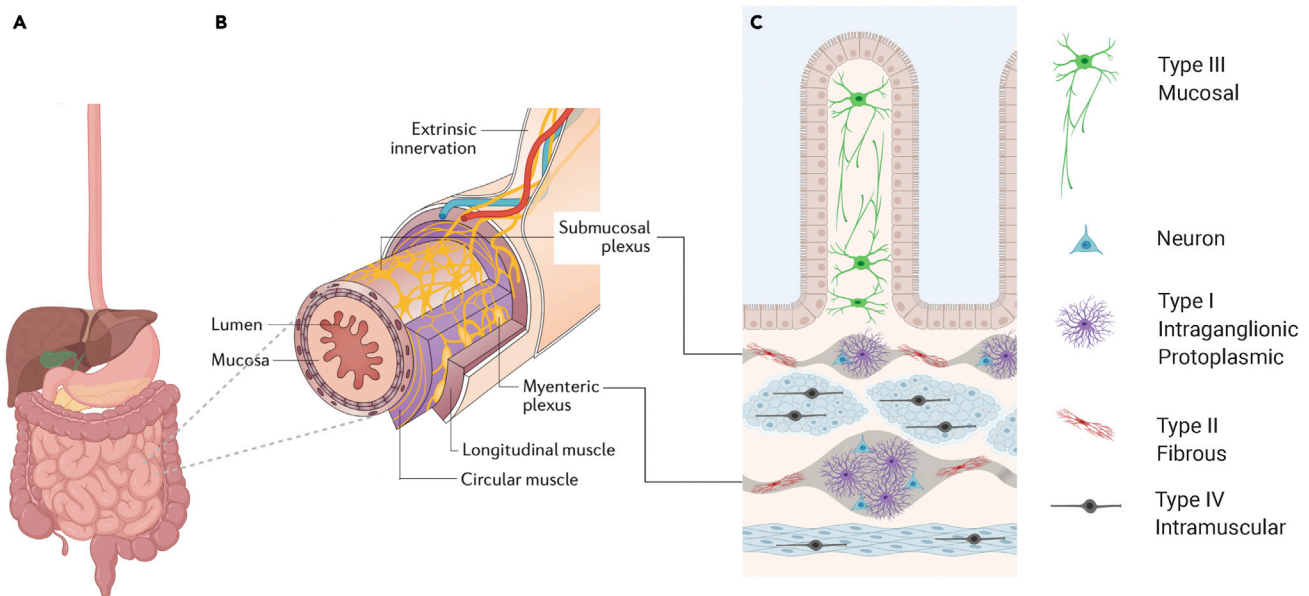 A
B
C
Extrinsic
innervation
Submucosal
plexus
Lumen
Mucosa
Myenteric
plexus
Longitudinal muscle
Circular muscle
Type III
Mucosal
Neuron
Type I
Intraganglionic
Protoplasmic
Type II
Fibrous
Type IV
Intramuscular